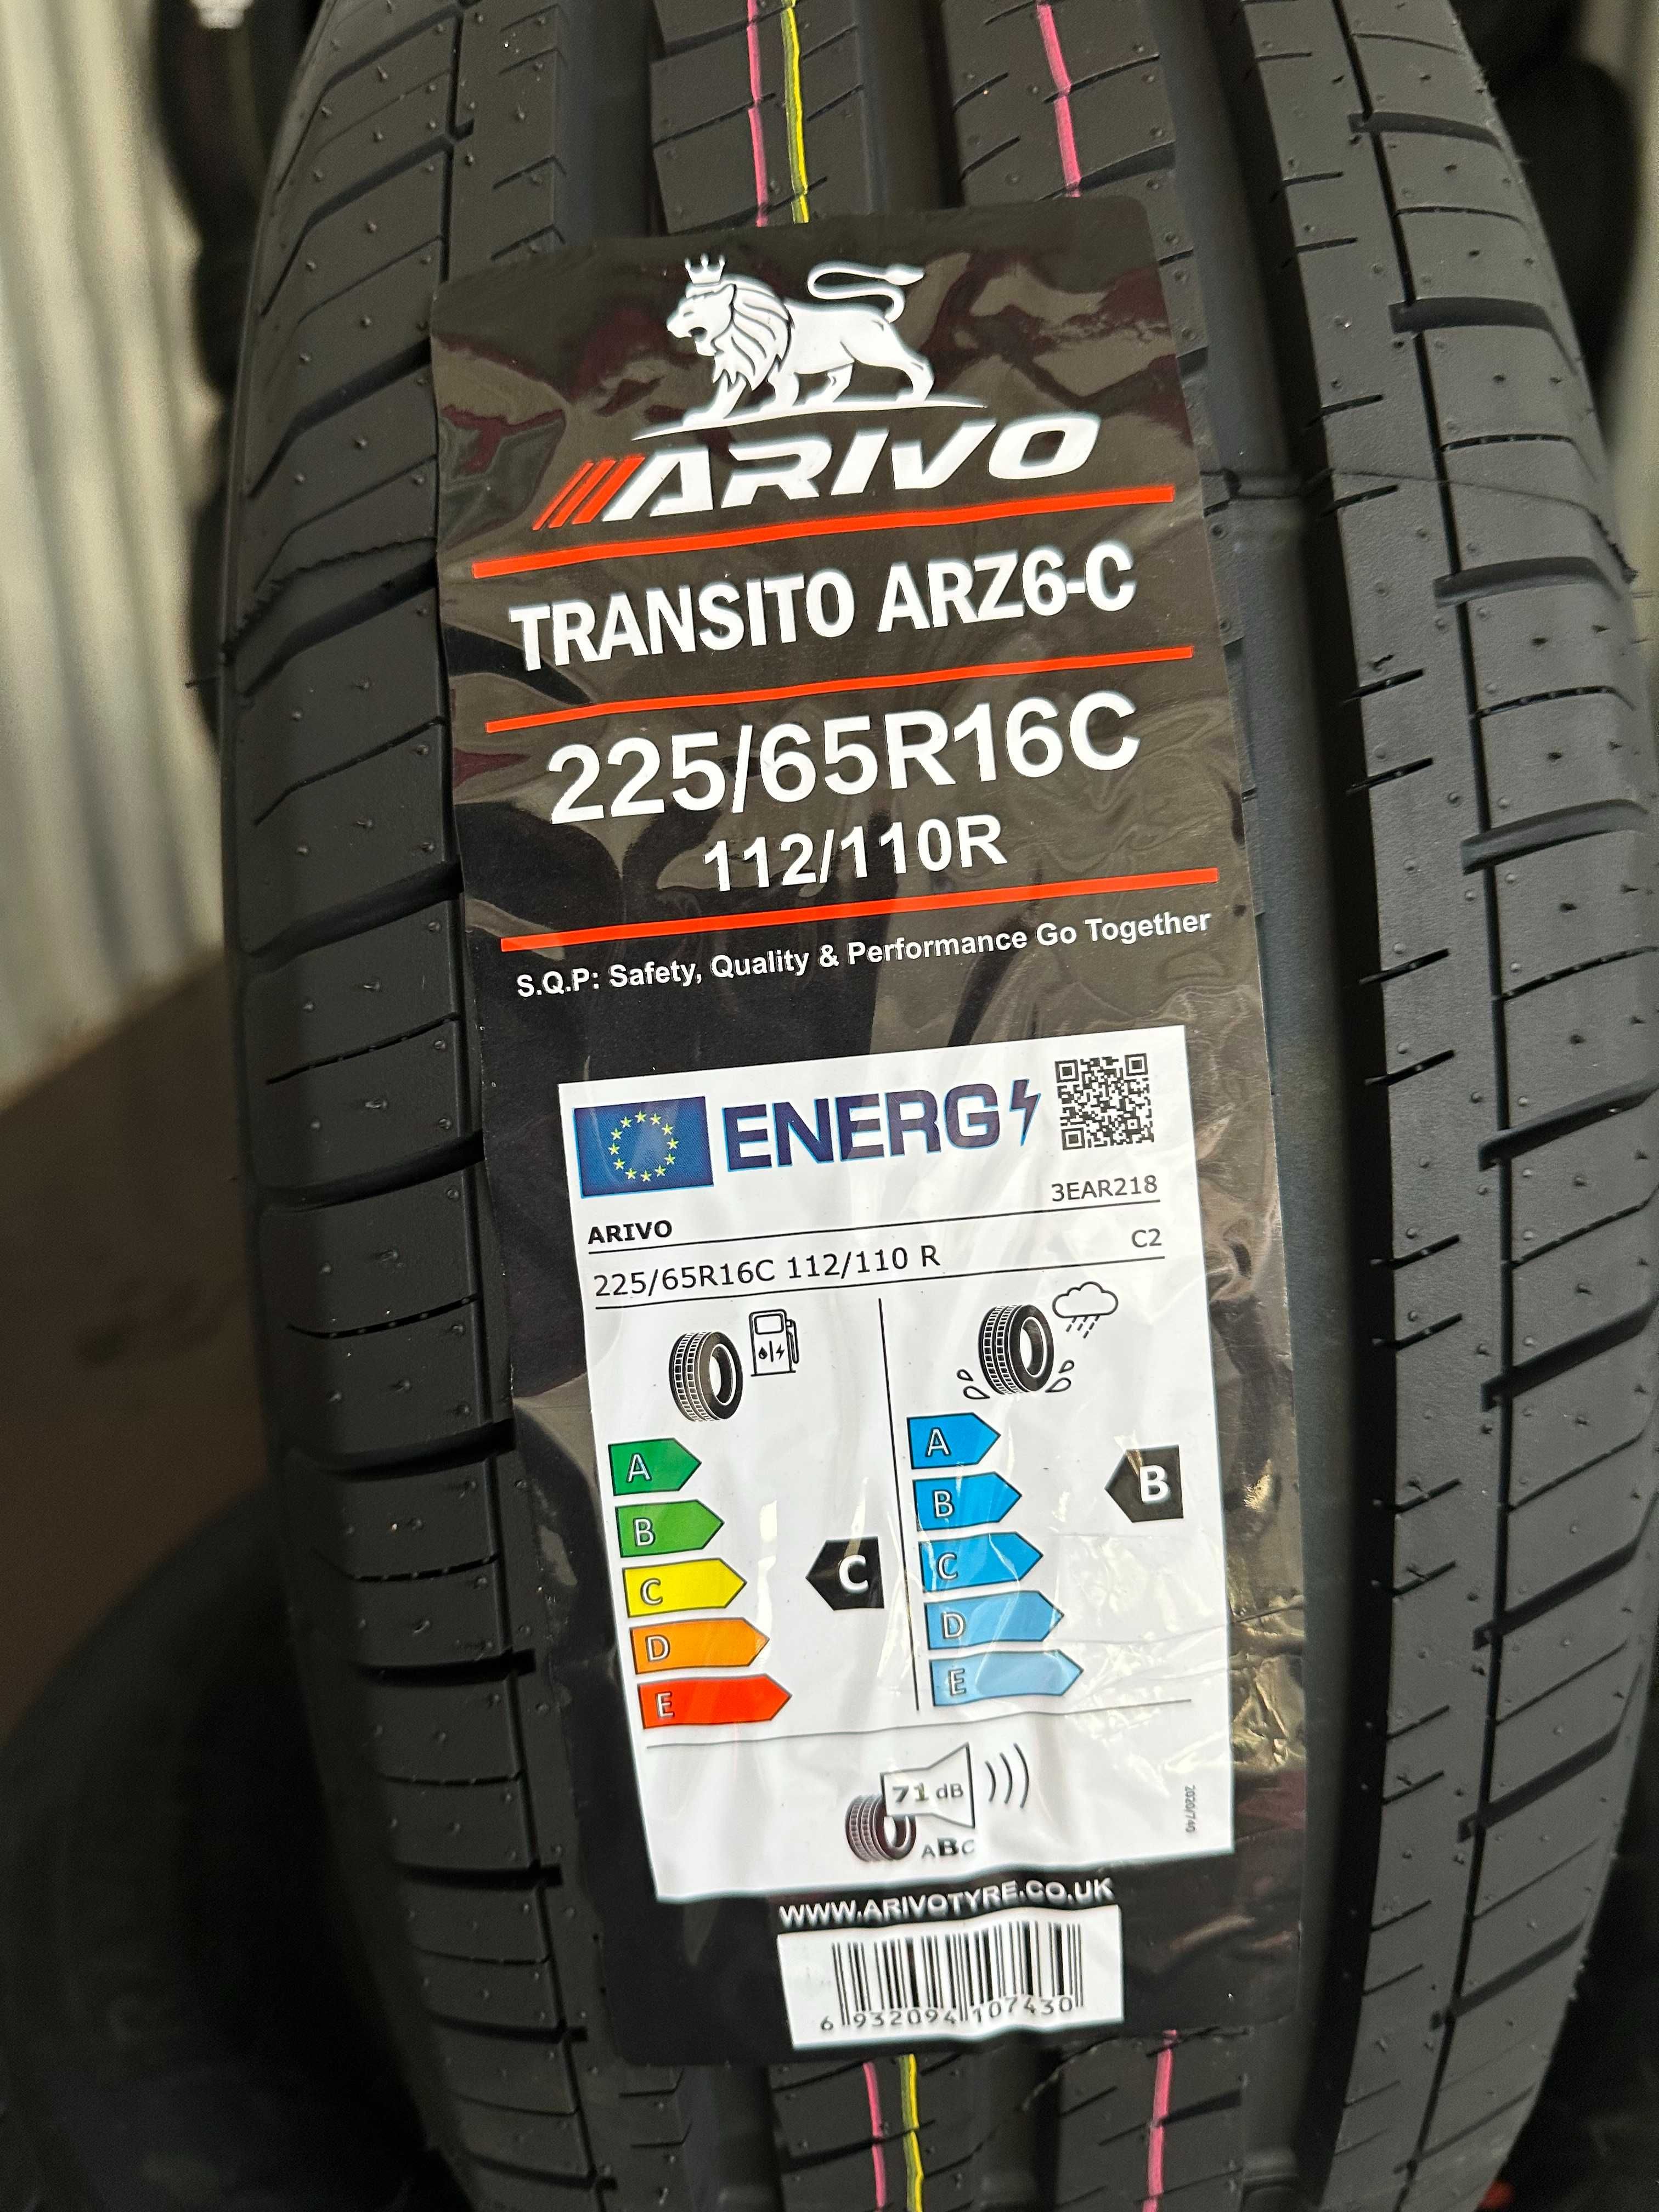 ARIVO
TRANSITO ARZ6-C
225/65R16C
112/110R
S.Q.P: Safety, Quality & Performance Go Together
ENERG
3EAR218
ARIVO
C2
225/65R16C 112/110 R
A
B
C
D
E
C
A
B
C
D
E
B
71 dB
ABC
2020/740
WWW.ARIVOTYRE.CO.UK
6 932094 107430